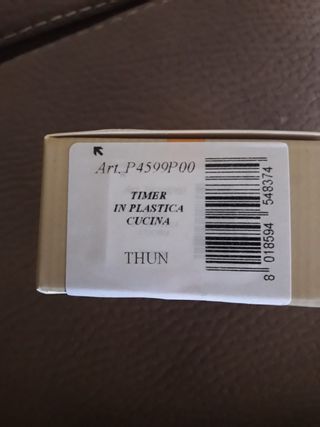 Art. P4599P00
TIMER
IN PLASTICA
CUCINA
THUN
8 018594 548374